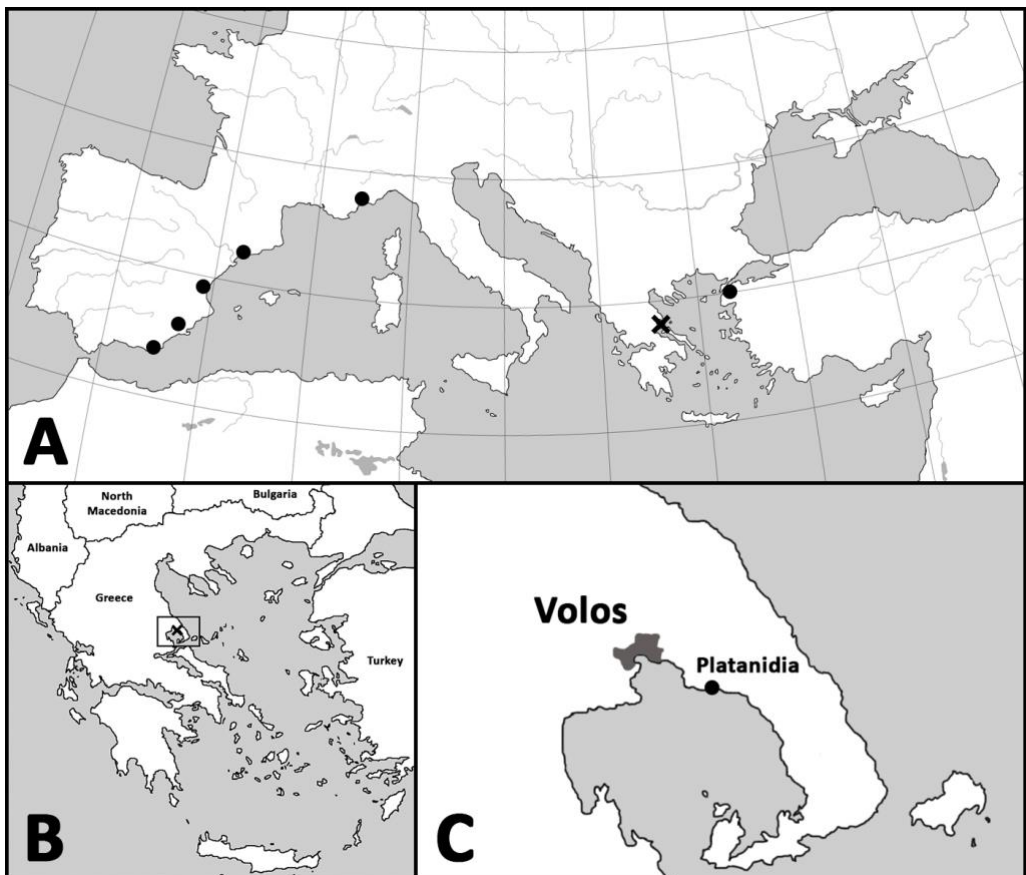 A
North
Macedonia
Bulgaria
Albania
Greece
Turkey
B
Volos
Platanidia
C